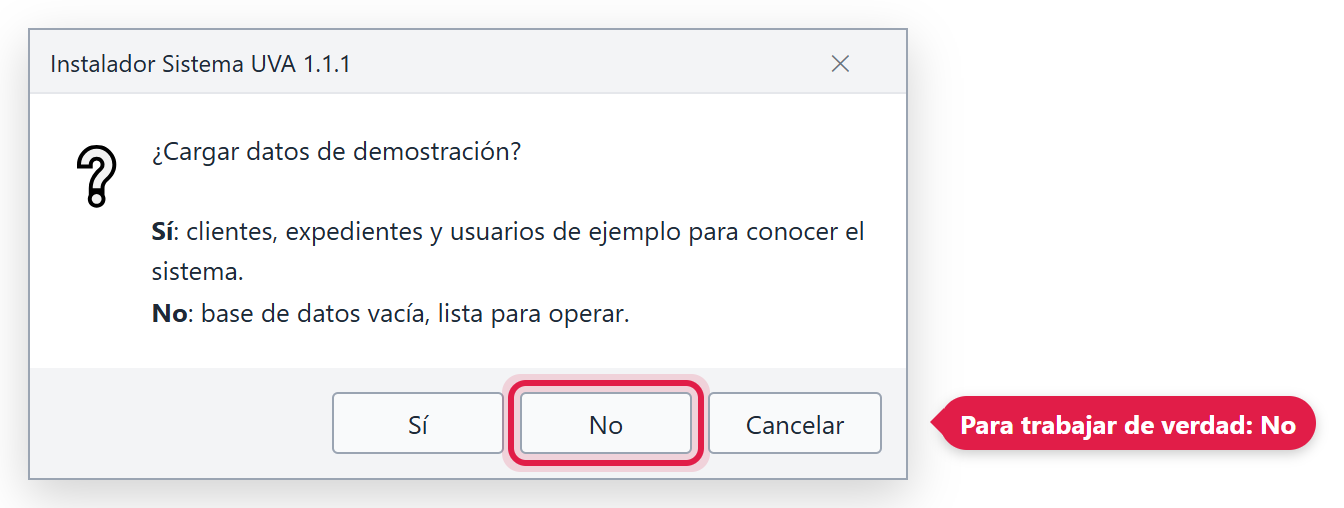 Instalador Sistema UVA 1.1.1
¿Cargar datos de demostración?
Sí: clientes, expedientes y usuarios de ejemplo para conocer el
sistema.
No: base de datos vacía, lista para operar.
Sí
No
Cancelar
Para trabajar de verdad: No